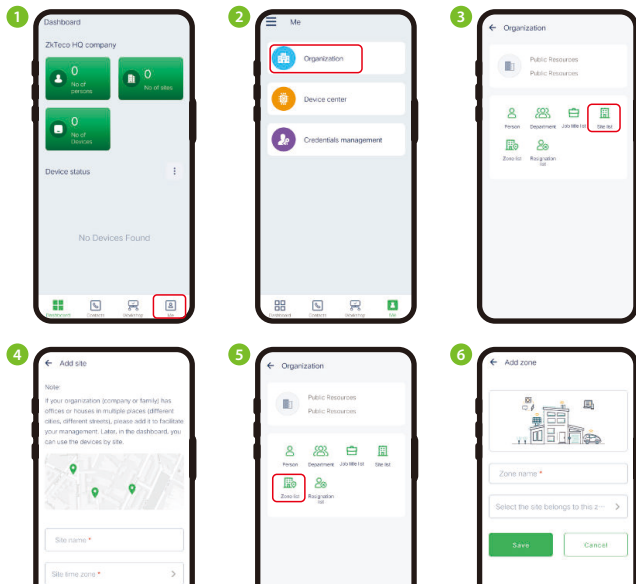 1
Dashboard
ZkTeco HQ company
0
No of
persons
0
No of sites
0
No of
Devices
Device status
No Devices Found
Dashboard
Contacts
Workshop
Me
2
Me
Organization
Device center
Credentials management
Dashboard
Contacts
Workshop
Me
3
Organization
Public Resources
Public Resources
Person
Department
Job title list
Site list
Zone list
Resignation
list
4
Add site
Note:
If your organisation (company or family) has
offices or houses in multiple places (different
cities, different streets), please add it to facilitate
your management. Later, in the dashboard, you
can use the devices by site.
Site name *
Site time zone *
5
Organization
Public Resources
Public Resources
Person
Department
Job title list
Site list
Zone list
Resignation
list
6
Add zone
Zone name *
Select the site belongs to this z···
Save
Cancel